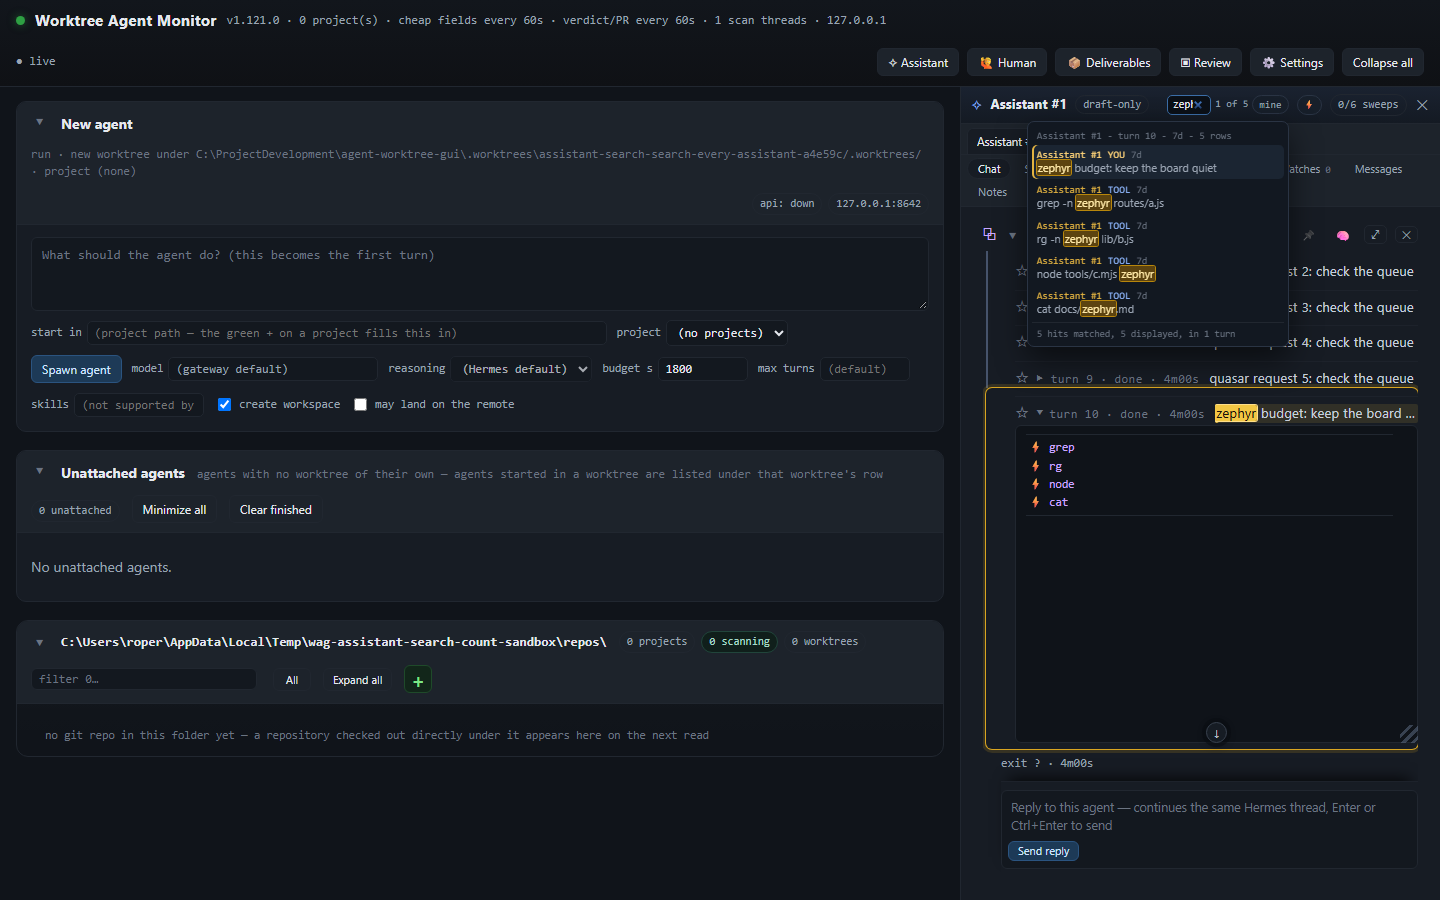 Worktree Agent Monitor v1.121.0 · 0 project(s) · cheap fields every 60s · verdict/PR every 60s · 1 scan threads · 127.0.0.1
live
Assistant
Human
Deliverables
Review
Settings
Collapse all
New agent
run · new worktree under C:\ProjectDevelopment\agent-worktree-gui\.worktrees\assistant-search-search-every-assistant-a4e59c/.worktrees/
· project (none)
api: down 127.0.0.1:8642
What should the agent do? (this becomes the first turn)
start in (project path — the green + on a project fills this in) project (no projects)
Spawn agent model (gateway default) reasoning (Hermes default) budget s 1800 max turns (default)
skills (not supported by create workspace may land on the remote
Unattached agents agents with no worktree of their own — agents started in a worktree are listed under that worktree's row
0 unattached Minimize all Clear finished
No unattached agents.
C:\Users\roper\AppData\Local\Temp\wag-assistant-search-count-sandbox\repos\ 0 projects 0 scanning 0 worktrees
filter 0… All Expand all +
no git repo in this folder yet — a repository checked out directly under it appears here on the next read
Assistant #1 draft-only zepl 1 of 5 mine 0/6 sweeps
Assistant
Chat
atches 0 Messages
Notes
Assistant #1 - turn 10 - 7d - 5 rows
Assistant #1 YOU 7d
zephyr budget: keep the board quiet
Assistant #1 TOOL 7d
grep -n zephyr routes/a.js
Assistant #1 TOOL 7d
rg -n zephyr lib/b.js
Assistant #1 TOOL 7d
node tools/c.mjs zephyr
Assistant #1 TOOL 7d
cat docs/zephyr.md
5 hits matched, 5 displayed, in 1 turn
st 2: check the queue
st 3: check the queue
st 4: check the queue
turn 9 · done · 4m00s quasar request 5: check the queue
turn 10 · done · 4m00s zephyr budget: keep the board ...
grep
rg
node
cat
exit ? · 4m00s
Reply to this agent — continues the same Hermes thread, Enter or
Ctrl+Enter to send
Send reply